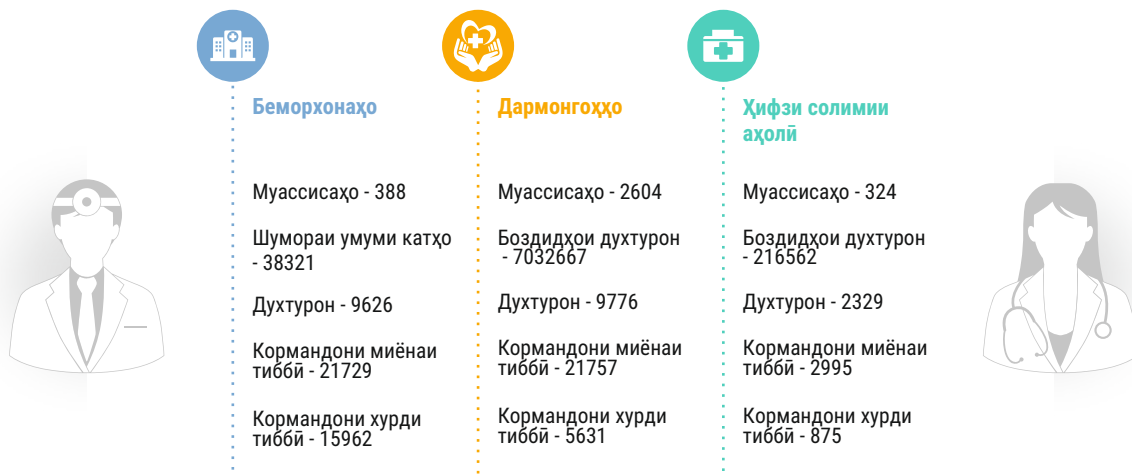 Беморхонаҳо
Муассисаҳо - 388
Шумораи умуми катҳо
- 38321
Духтурон - 9626
Кормандони миёнаи
тиббӣ - 21729
Кормандони хурди
тиббӣ - 15962
Дармонгоҳҳо
Муассисаҳо - 2604
Боздидҳои духтурон
- 7032667
Духтурон - 9776
Кормандони миёнаи
тиббӣ - 21757
Кормандони хурди
тиббӣ - 5631
Ҳифзи солимии
аҳолӣ
Муассисаҳо - 324
Боздидҳои духтурон
- 216562
Духтурон - 2329
Кормандони миёнаи
тиббӣ - 2995
Кормандони хурди
тиббӣ - 875